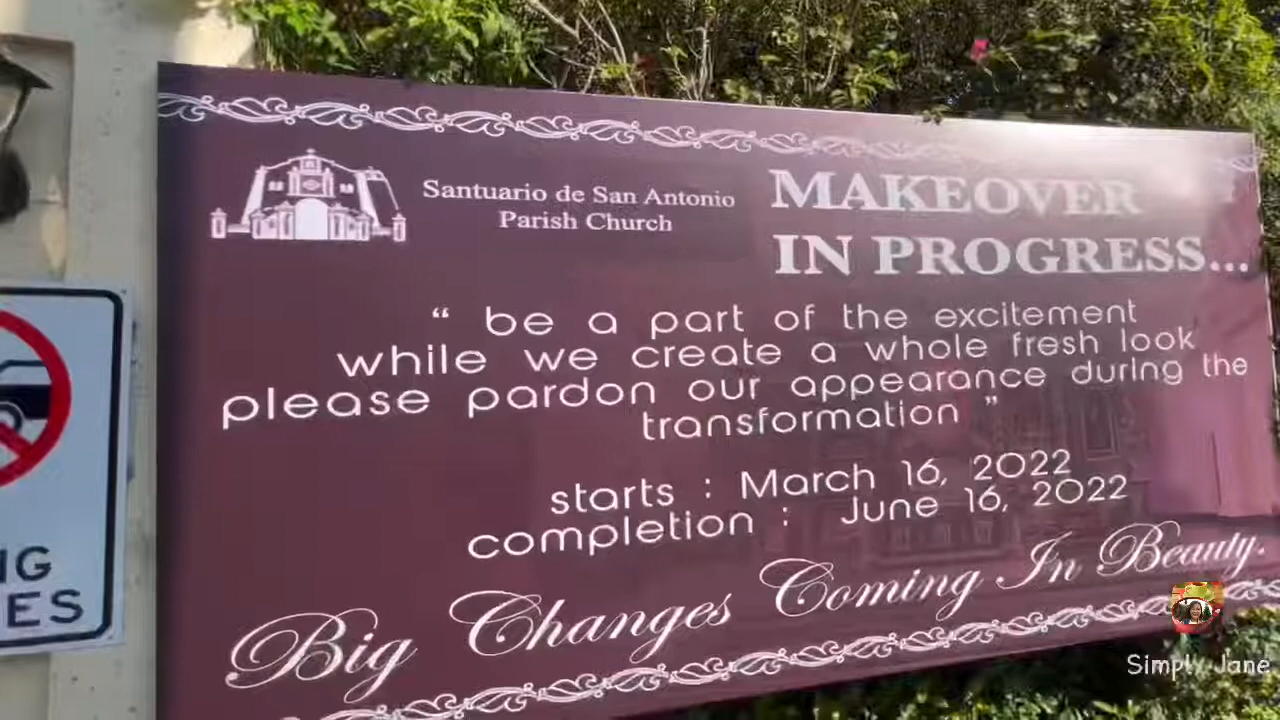 Santuario de San Antonio
Parish Church
MAKEOVER
IN PROGRESS...
“ be a part of the excitement
while we create a whole fresh look
please pardon our appearance during the
transformation ”
starts : March 16, 2022
completion : June 16, 2022
Big Changes Coming In Beauty.
NG
ES
Simply Jane